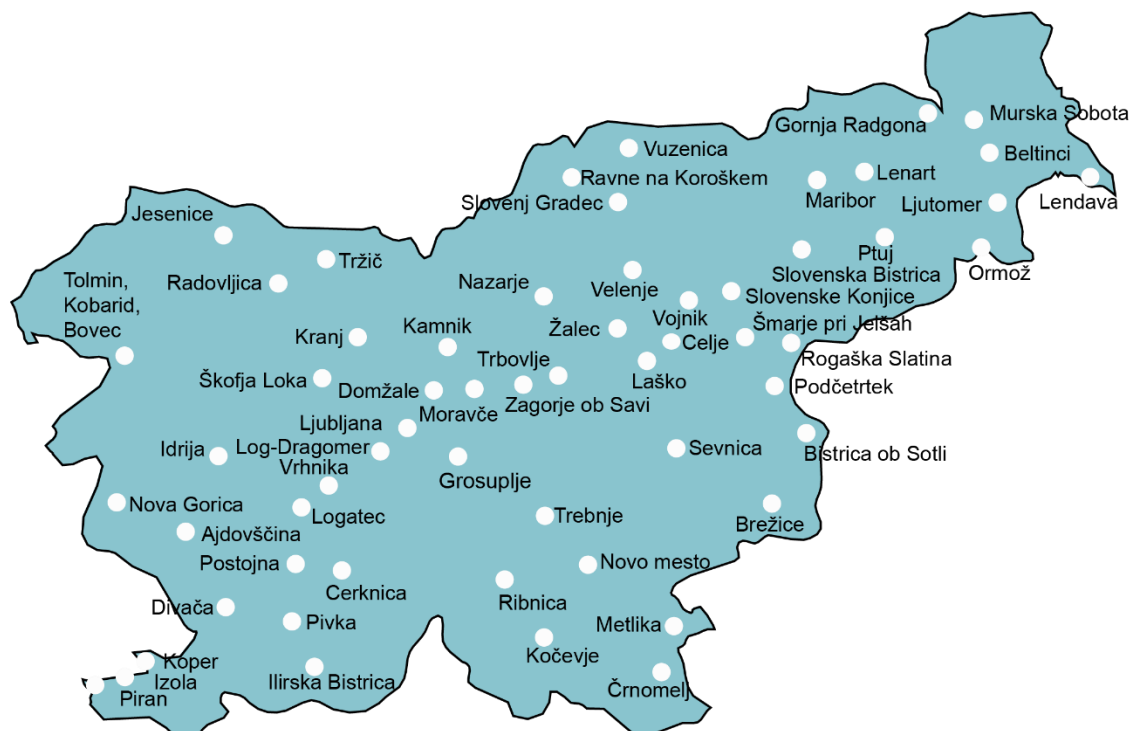 Murska Sobota
Gornja Radgona
Vuzenica
Beltinci
Ravne na Koroškem
Lenart
Maribor
Slovenj Gradec
Ljutomer
Lendava
Jesenice
Ptuj
Slovenska Bistrica
Ormož
Tržič
Tolmin,
Kobarid,
Bovec
Radovljica
Nazarje
Velenje
Slovenske Konjice
Vojnik
Šmarje pri Jelšah
Kranj
Kamnik
Žalec
Celje
Trbovlje
Rogaška Slatina
Laško
Škofja Loka
Domžale
Podčetrtek
Moravče
Zagorje ob Savi
Ljubljana
Idrija
Log-Dragomer
Sevnica
Bistrica ob Sotli
Vrhnika
Grosuplje
Nova Gorica
Logatec
Trebnje
Brežice
Ajdovščina
Postojna
Novo mesto
Cerknica
Ribnica
Divača
Pivka
Metlika
Kočevje
Koper
Izola
Ilirska Bistrica
Črnomelj
Piran